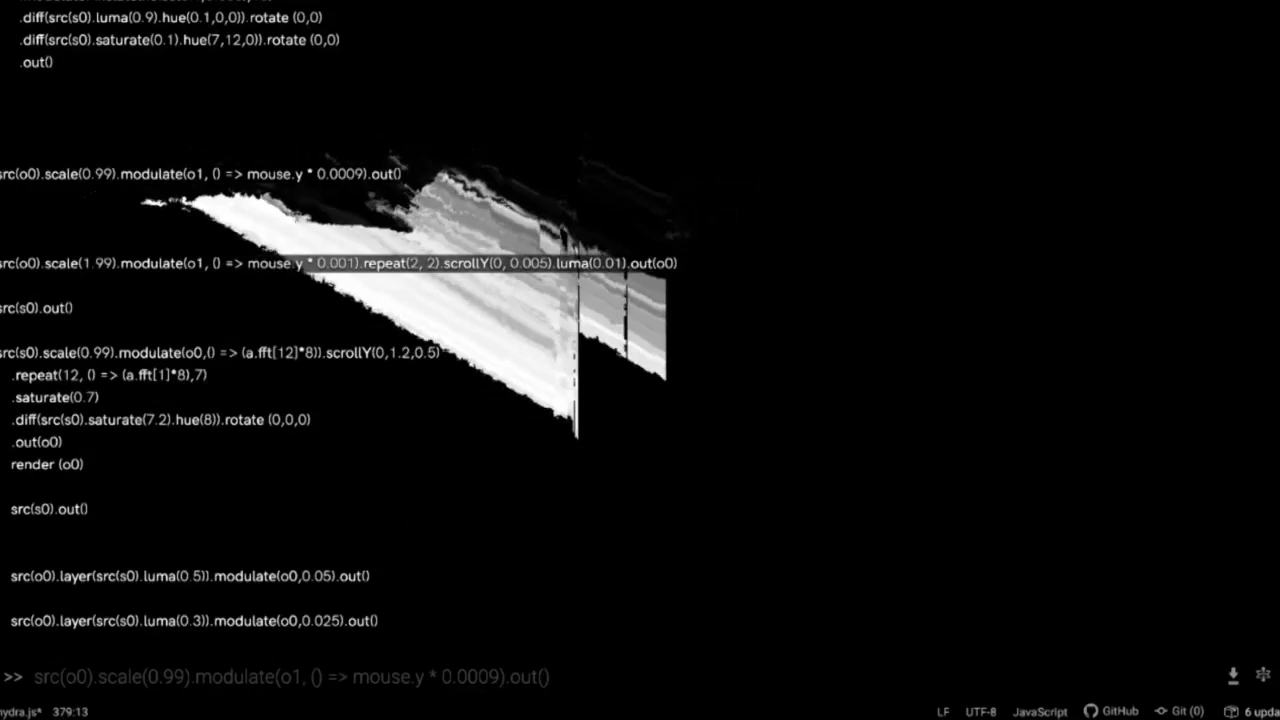 .diff(src(s0).luma(0.9).hue(0.1,0,0)).rotate (0,0)
.diff(src(s0).saturate(0.1).hue(7,12,0)).rotate (0,0)
.out()
src(o0).scale(0.99).modulate(o1, () => mouse.y * 0.0009).out()
src(o0).scale(1.99).modulate(o1, () => mouse.y * 0.001).repeat(2, 2).scrollY(0, 0.005).luma(0.01).out(o0)
src(s0).out()
src(s0).scale(0.99).modulate(o0,() => (a.fft[12]*8)).scrollY(0,1.2,0.5)
.repeat(12, () => (a.fft[1]*8),7)
.saturate(0.7)
.diff(src(s0).saturate(7.2).hue(8)).rotate (0,0,0)
.out(o0)
render (o0)
src(s0).out()
src(o0).layer(src(s0).luma(0.5)).modulate(o0,0.05).out()
src(o0).layer(src(s0).luma(0.3)).modulate(o0,0.025).out()
>> src(o0).scale(0.99).modulate(o1, () => mouse.y * 0.0009).out()
ydra.js* 379:13 LF UTF-8 JavaScript GitHub Git (0) 6 upda